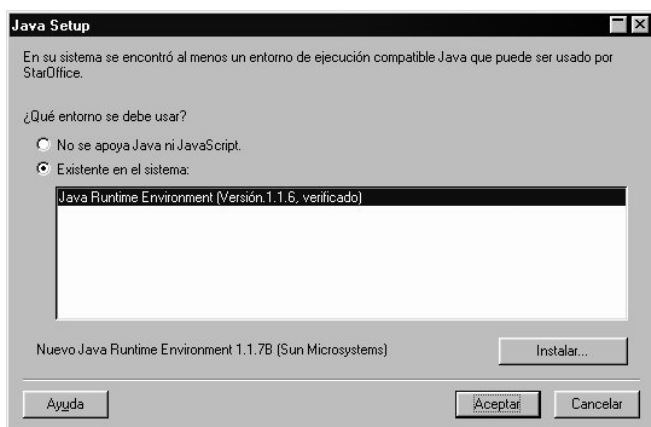 Java Setup
En su sistema se encontró al menos un entorno de ejecución compatible Java que puede ser usado por
StarOffice.
¿Qué entorno se debe usar?
No se apoya Java ni JavaScript.
Existente en el sistema:
Java Runtime Environment (Versión.1.1.6, verificado)
Nuevo Java Runtime Environment 1.1.7B (Sun Microsystems)
Instalar...
Ayuda
Aceptar
Cancelar